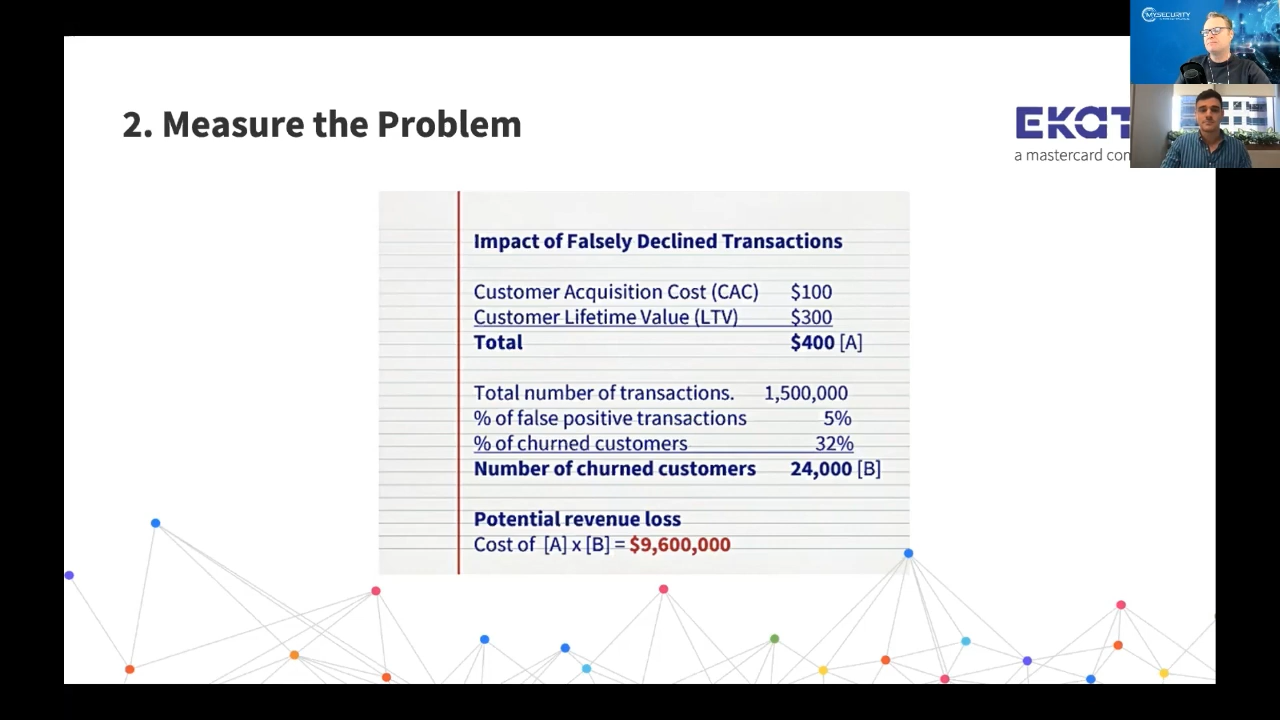 MYSECURITY
2. Measure the Problem
EKAT
a mastercard com
Impact of Falsely Declined Transactions
Customer Acquisition Cost (CAC) $100
Customer Lifetime Value (LTV) $300
Total $400 [A]
Total number of transactions. 1,500,000
% of false positive transactions 5%
% of churned customers 32%
Number of churned customers 24,000 [B]
Potential revenue loss
Cost of [A] x [B] = $9,600,000